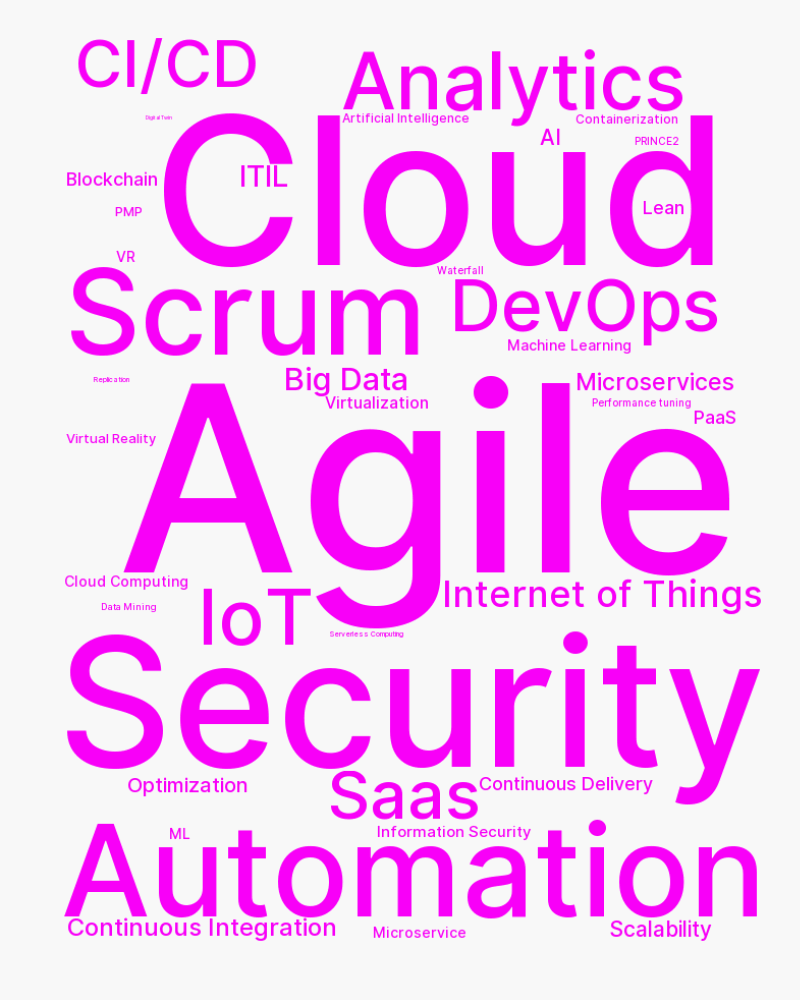 CI/CD
Analytics
Digital Twin
Artificial Intelligence
Containerization
AI
PRINCE2
Cloud
ITIL
Blockchain
Lean
PMP
VR
Waterfall
Scrum
DevOps
Machine Learning
Big Data
Replication
Microservices
Virtualization
Performance tuning
PaaS
Virtual Reality
Agile
Cloud Computing
Internet of Things
Data Mining
IoT
Serverless Computing
Security
Optimization
Continuous Delivery
Saas
ML
Information Security
Automation
Continuous Integration
Microservice
Scalability